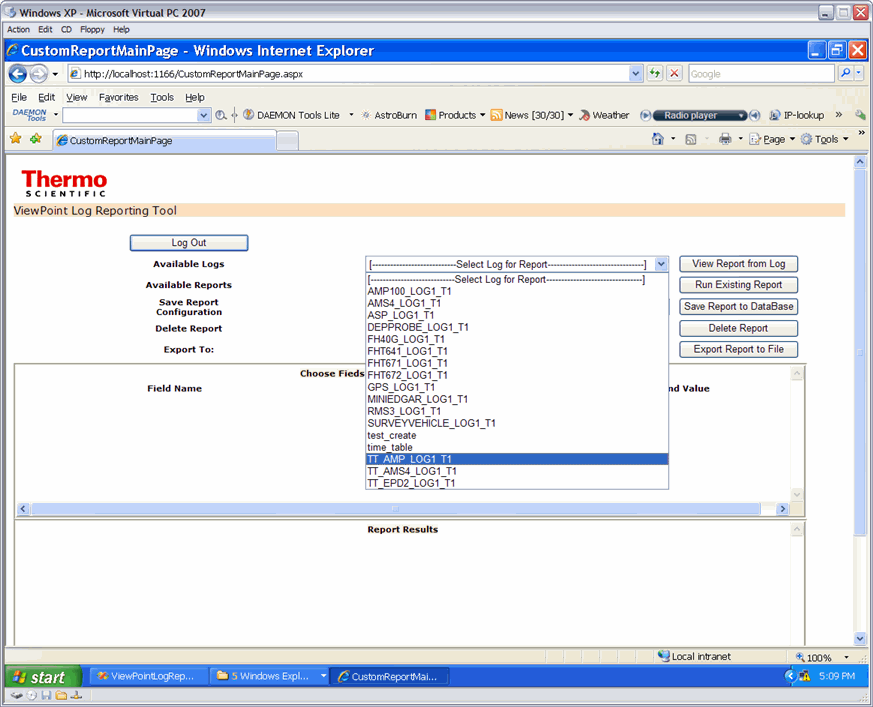 Windows XP - Microsoft Virtual PC 2007
Action Edit CD Floppy Help
CustomReportMainPage - Windows Internet Explorer
http://localhost:1166/CustomReportMainPage.aspx
Google
File Edit View Favorites Tools Help
DAEMON Tools
DAEMON Tools Lite AstroBurn Products News [30/30] Weather Radio player IP-lookup »
CustomReportMainPage
Page Tools »
Thermo
SCIENTIFIC
ViewPoint Log Reporting Tool
Log Out
Available Logs
[---------------------------Select Log for Report-------------------------------]
View Report from Log
Available Reports
Run Existing Report
Save Report
Configuration
Save Report to DataBase
Delete Report
Delete Report
Export To:
Export Report to File
[---------------------------Select Log for Report-------------------------------]
AMP100_LOG1_T1
AMS4_LOG1_T1
ASP_LOG1_T1
DEPPROBE_LOG1_T1
FH40G_LOG1_T1
FHT641_LOG1_T1
FHT671_LOG1_T1
FHT672_LOG1_T1
GPS_LOG1_T1
MINIEDGAR_LOG1_T1
RMS3_LOG1_T1
SURVEYVEHICLE_LOG1_T1
test_create
time_table
TT_AMP_LOG1_T1
TT_AMS4_LOG1_T1
TT_EPD2_LOG1_T1
Choose Fieds
Field Name
nd Value
Report Results
Local intranet
100%
start
ViewPointLogRep...
5 Windows Expl...
CustomReportMai...
5:09 PM